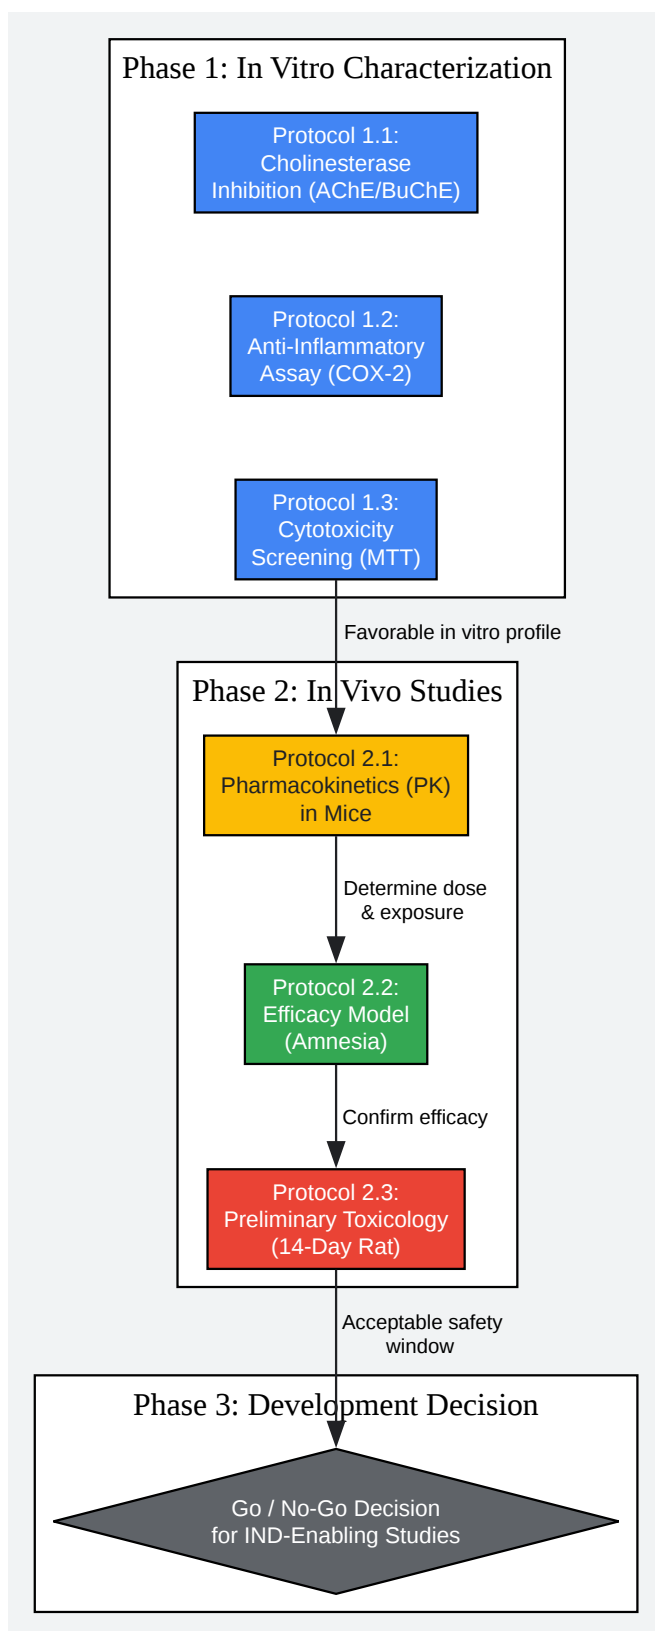 Phase 1: In Vitro Characterization
Protocol 1.1:
Cholinesterase
Inhibition (AChE/BuChE)
Protocol 1.2:
Anti-Inflammatory
Assay (COX-2)
Protocol 1.3:
Cytotoxicity
Screening (MTT)
Favorable in vitro profile
Phase 2: In Vivo Studies
Protocol 2.1:
Pharmacokinetics (PK)
in Mice
Determine dose
& exposure
Protocol 2.2:
Efficacy Model
(Amnesia)
Confirm efficacy
Protocol 2.3:
Preliminary Toxicology
(14-Day Rat)
Acceptable safety
window
Phase 3: Development Decision
Go / No-Go Decision
for IND-Enabling Studies